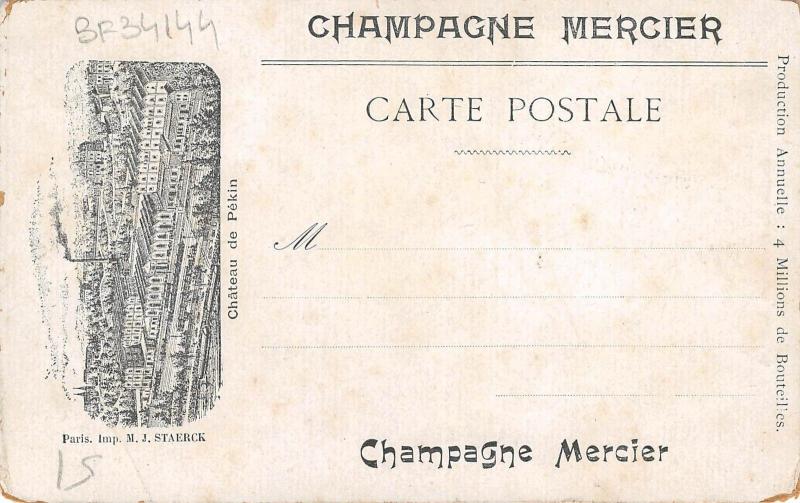 BF34144
CHAMPAGNE MERCIER
CARTE POSTALE
M
Château de Pékin
Production Annuelle : 4 Millions de Bouteilles.
Paris. Imp. M. J. STAERCK
Champagne Mercier
15